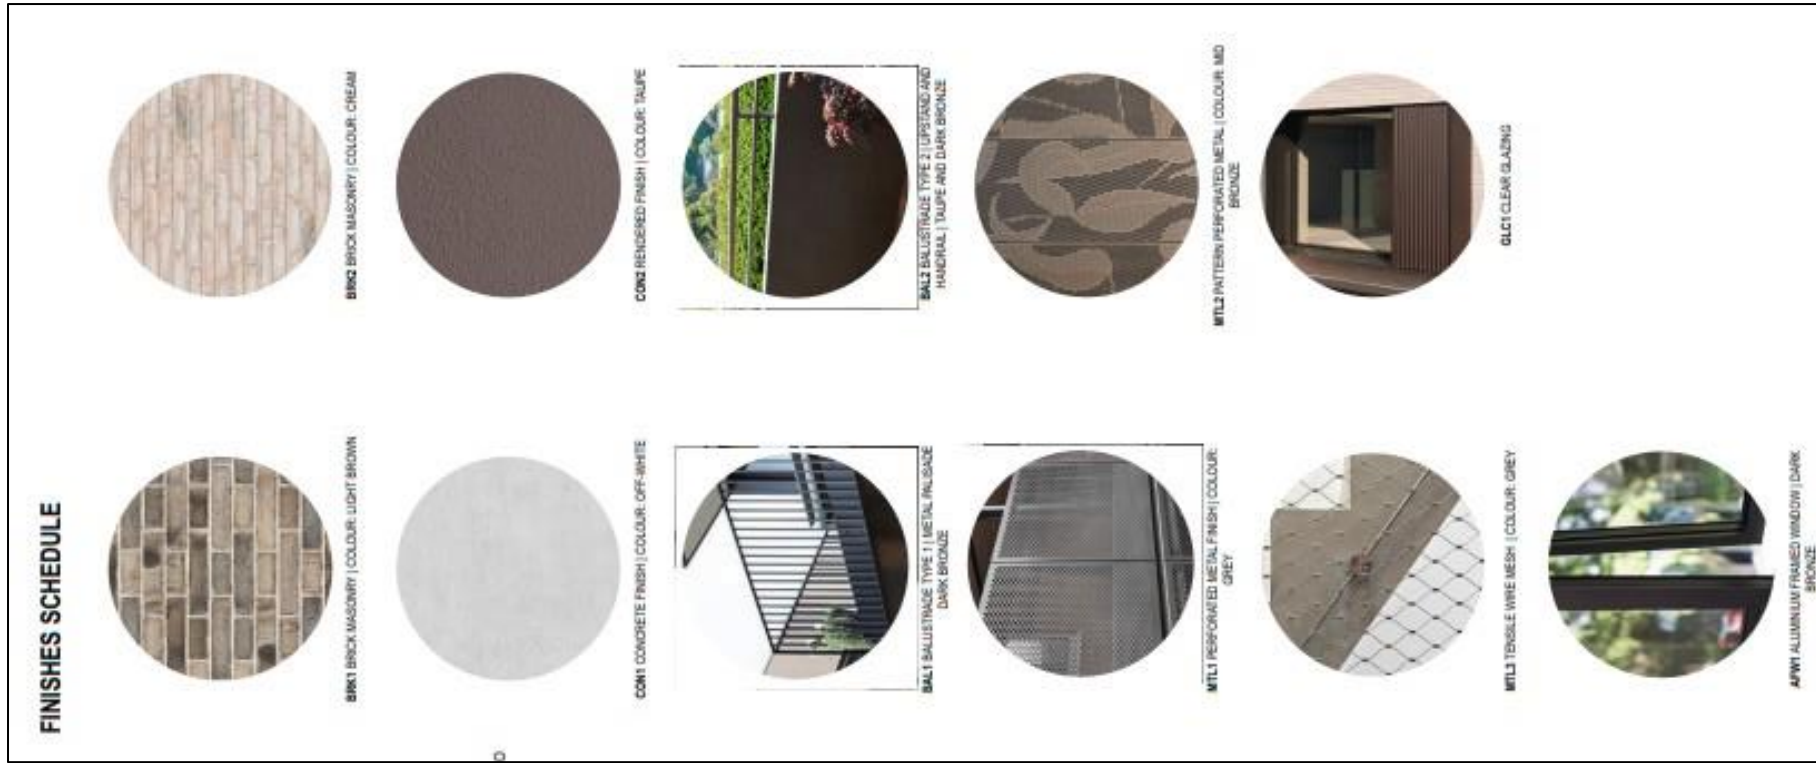 FINISHES SCHEDULE
BRK1 BRICK MASONRY | COLOUR: LIGHT BROWN
BRK2 BRICK MASONRY | COLOUR: CREAM
CON1 CONCRETE FINISH | COLOUR: OFF-WHITE
CON2 RENDERED FINISH | COLOUR: TAUPE
BAL1 BALUSTRADE TYPE 1 | METAL PALISADE
DARK BRONZE
BAL2 BALUSTRADE TYPE 2 | UPSTAND AND
HANDRAIL | TAUPE AND DARK BRONZE
MTL1 PERFORATED METAL FINISH | COLOUR:
GREY
MTL2 PATTERN PERFORATED METAL | COLOUR: MID
BRONZE
MTL3 TENSILE WIRE MESH | COLOUR: GREY
GLC1 CLEAR GLAZING
AFW1 ALUMINIUM FRAMED WINDOW | DARK
BRONZE